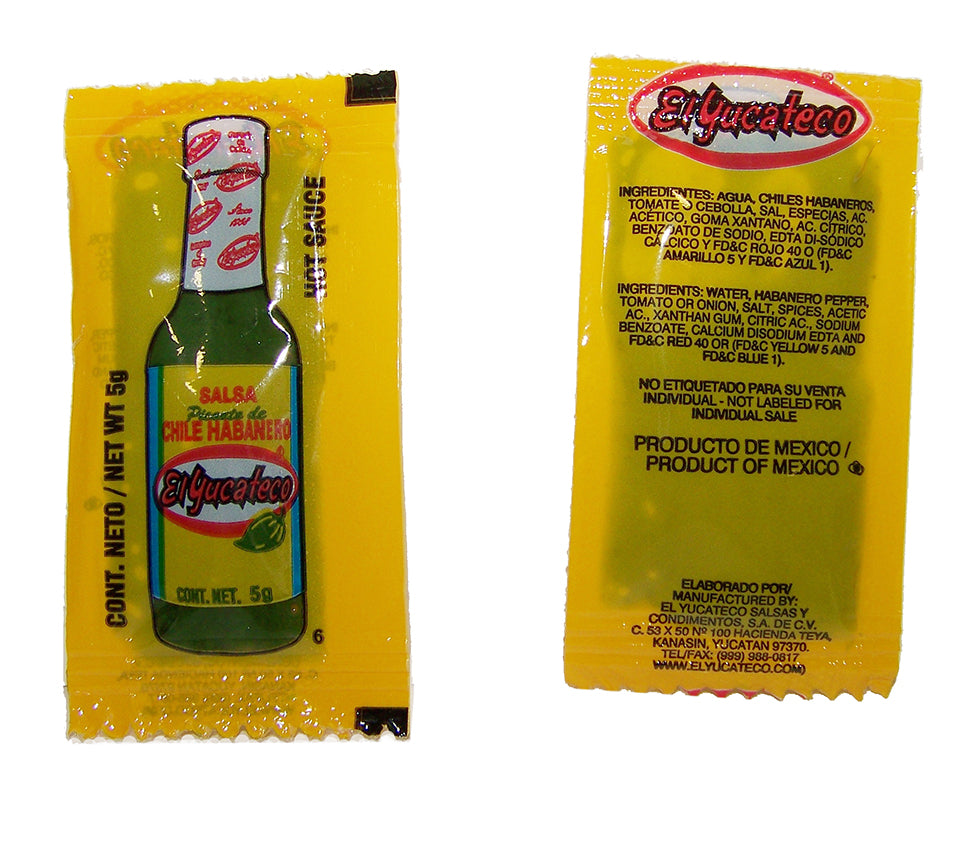 HOT SAUCE
Since
1968
SALSA
Picante de
CHILE HABANERO
El Yucateco
CONT. NET. 5g
CONT. NETO / NET WT 5g
6
El Yucateco
INGREDIENTES: AGUA, CHILES HABANEROS,
TOMATE O CEBOLLA, SAL, ESPECIAS, AC.
ACÉTICO, GOMA XANTANO, AC. CÍTRICO,
BENZOATO DE SODIO, EDTA DI-SÓDICO
CÁLCICO Y FD&C ROJO 40 O (FD&C
AMARILLO 5 Y FD&C AZUL 1).
INGREDIENTS: WATER, HABANERO PEPPER,
TOMATO OR ONION, SALT, SPICES, ACETIC
AC., XANTHAN GUM, CITRIC AC., SODIUM
BENZOATE, CALCIUM DISODIUM EDTA AND
FD&C RED 40 OR (FD&C YELLOW 5 AND
FD&C BLUE 1).
NO ETIQUETADO PARA SU VENTA
INDIVIDUAL - NOT LABELED FOR
INDIVIDUAL SALE
PRODUCTO DE MEXICO /
PRODUCT OF MEXICO
ELABORADO POR/
MANUFACTURED BY:
EL YUCATECO SALSAS Y
CONDIMENTOS, S.A. DE C.V.
C. 53 X 50 Nº 100 HACIENDA TEYA,
KANASIN, YUCATAN 97370.
TEL/FAX: (999) 988-0817
WWW.ELYUCATECO.COM